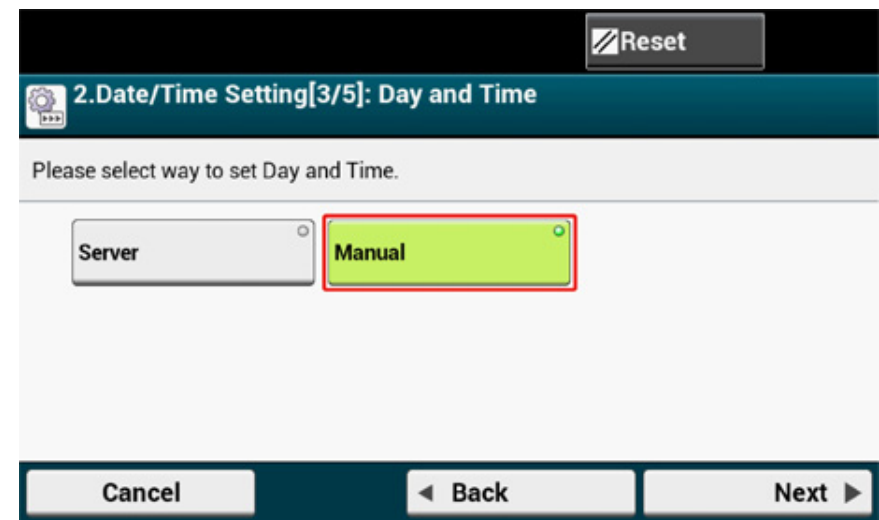 Reset
2.Date/Time Setting[3/5]: Day and Time
Please select way to set Day and Time.
Server
Manual
Cancel
Back
Next